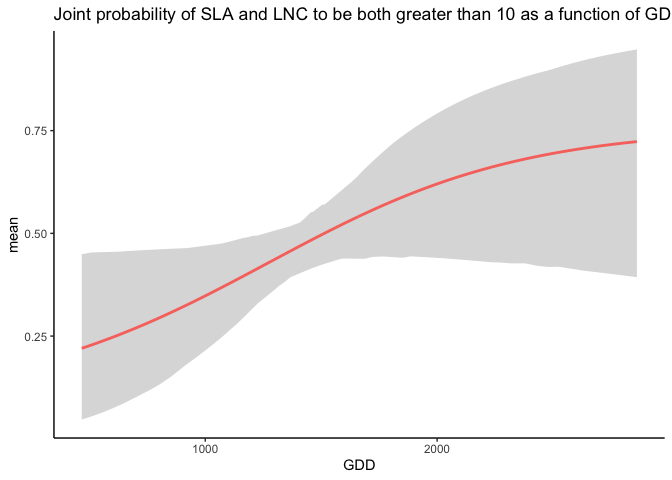 Joint probability of SLA and LNC to be both greater than 10 as a function of GD
0.75
0.50
0.25
mean
1000
2000
GDD